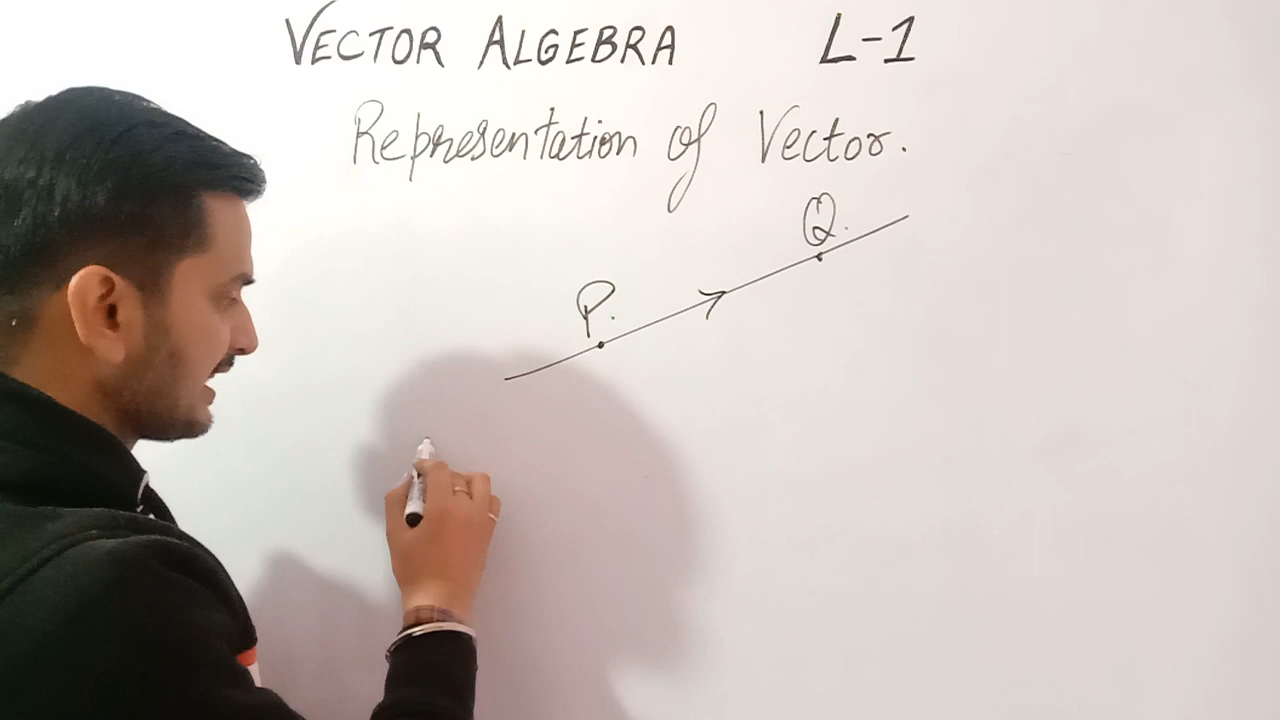 VECTOR ALGEBRA L-1
Representation of Vector.
Q.
P.